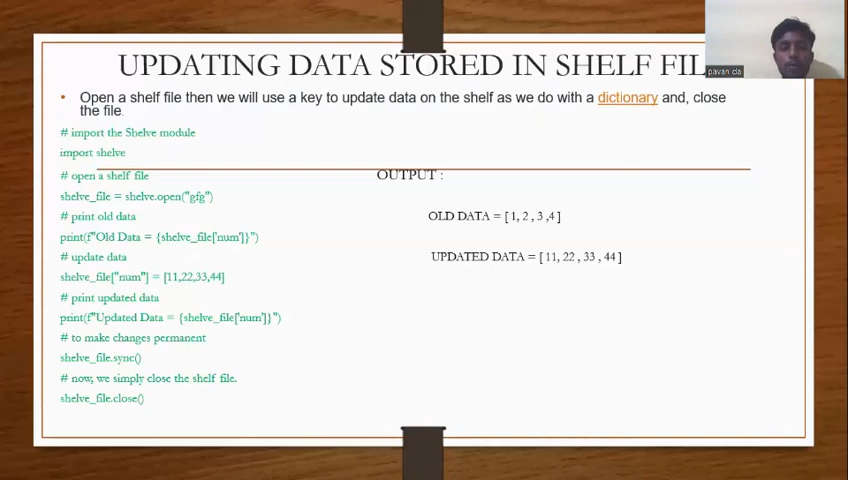 UPDATING DATA STORED IN SHELF FIL
pavan.da
• Open a shelf file then we will use a key to update data on the shelf as we do with a dictionary and, close
the file.
# import the Shelve module
import shelve
# open a shelf file
shelve_file = shelve.open("gfg")
# print old data
print(f"Old Data = {shelve_file['num']}")
# update data
shelve_file["num"] = [11,22,33,44]
# print updated data
print(f"Updated Data = {shelve_file['num']}")
# to make changes permanent
shelve_file.sync()
# now, we simply close the shelf file.
shelve_file.close()
OUTPUT :
OLD DATA = [ 1, 2 , 3 ,4 ]
UPDATED DATA = [ 11, 22 , 33 , 44 ]